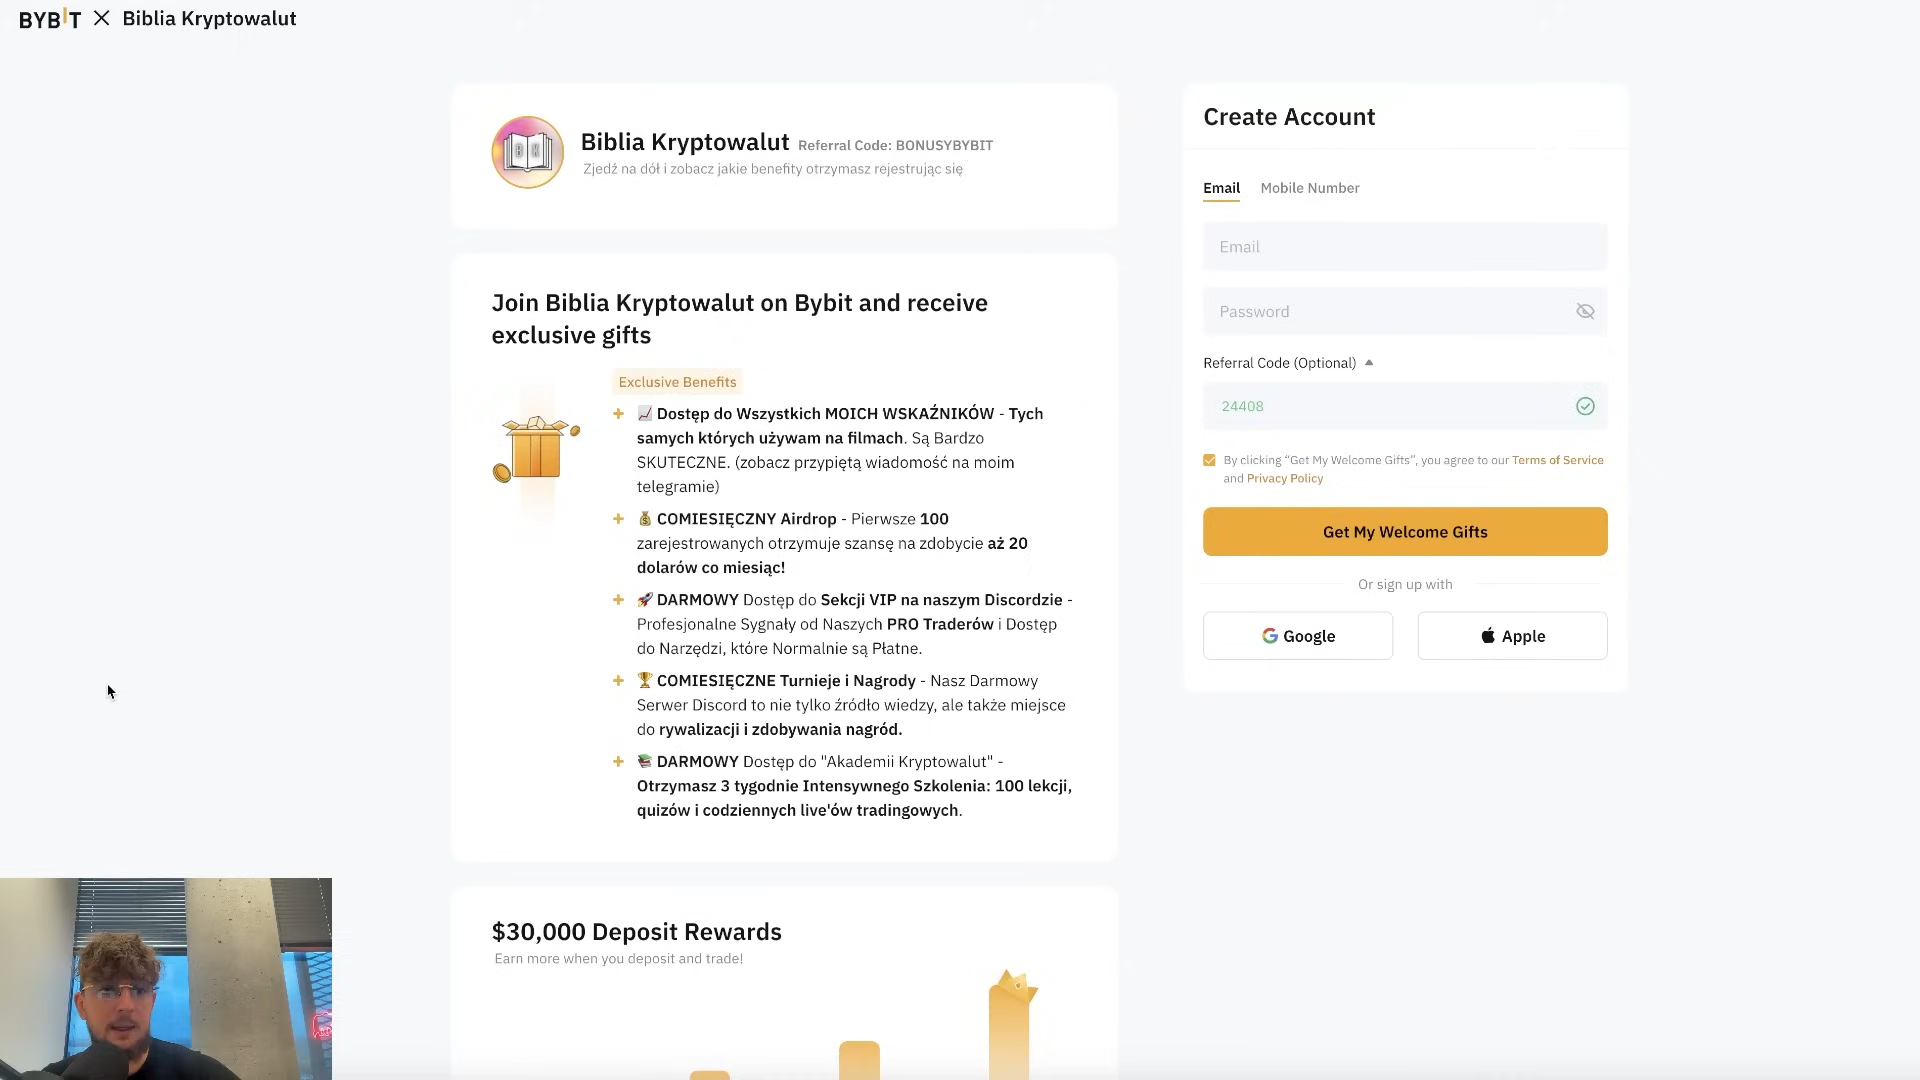 BYBIT X Biblia Kryptowalut
Biblia Kryptowalut Referral Code: BONUSYBYBIT
Zjedź na dół i zobacz jakie benefity otrzymasz rejestrując się
Join Biblia Kryptowalut on Bybit and receive
exclusive gifts
Exclusive Benefits
+ 📈 Dostęp do Wszystkich MOICH WSKAŹNIKÓW - Tych
samych których używam na filmach. Są Bardzo
SKUTECZNE. (zobacz przypiętą wiadomość na moim
telegramie)
+ 💰 COMIESIĘCZNY Airdrop - Pierwsze 100
zarejestrowanych otrzymuje szansę na zdobycie aż 20
dolarów co miesiąc!
+ 🚀 DARMOWY Dostęp do Sekcji VIP na naszym Discordzie -
Profesjonalne Sygnały od Naszych PRO Traderów i Dostęp
do Narzędzi, które Normalnie są Płatne.
+ 🏆 COMIESIĘCZNE Turnieje i Nagrody - Nasz Darmowy
Serwer Discord to nie tylko źródło wiedzy, ale także miejsce
do rywalizacji i zdobywania nagród.
+ 📚 DARMOWY Dostęp do "Akademii Kryptowalut" -
Otrzymasz 3 tygodnie Intensywnego Szkolenia: 100 lekcji,
quizów i codziennych live'ów tradingowych.
$30,000 Deposit Rewards
Earn more when you deposit and trade!
Create Account
Email Mobile Number
Email
Password
Referral Code (Optional)
24408
By clicking “Get My Welcome Gifts”, you agree to our Terms of Service
and Privacy Policy
Get My Welcome Gifts
Or sign up with
Google Apple